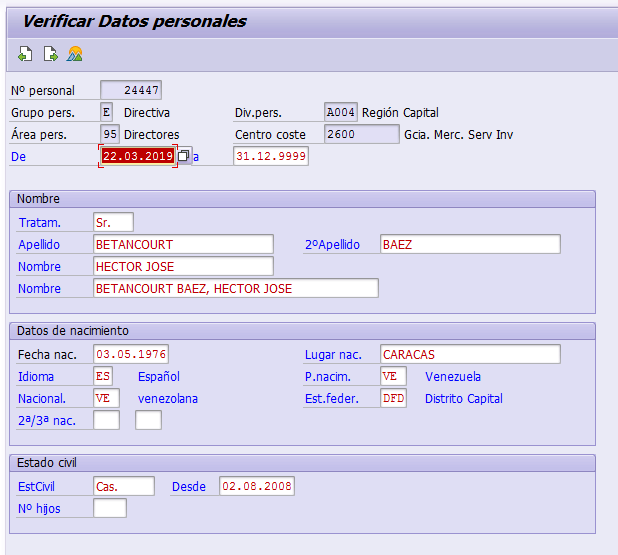 Verificar Datos personales
Nº personal 24447
Grupo pers. E Directiva Div.pers. A004 Región Capital
Área pers. 95 Directores Centro coste 2600 Gcia. Merc. Serv Inv
De 22.03.2019 a 31.12.9999
Nombre
Tratam. Sr.
Apellido BETANCOURT 2ºApellido BAEZ
Nombre HECTOR JOSE
Nombre BETANCOURT BAEZ, HECTOR JOSE
Datos de nacimiento
Fecha nac. 03.05.1976 Lugar nac. CARACAS
Idioma ES Español P.nacim. VE Venezuela
Nacional. VE venezolana Est.feder. DFD Distrito Capital
2ª/3ª nac.
Estado civil
EstCivil Cas. Desde 02.08.2008
Nº hijos